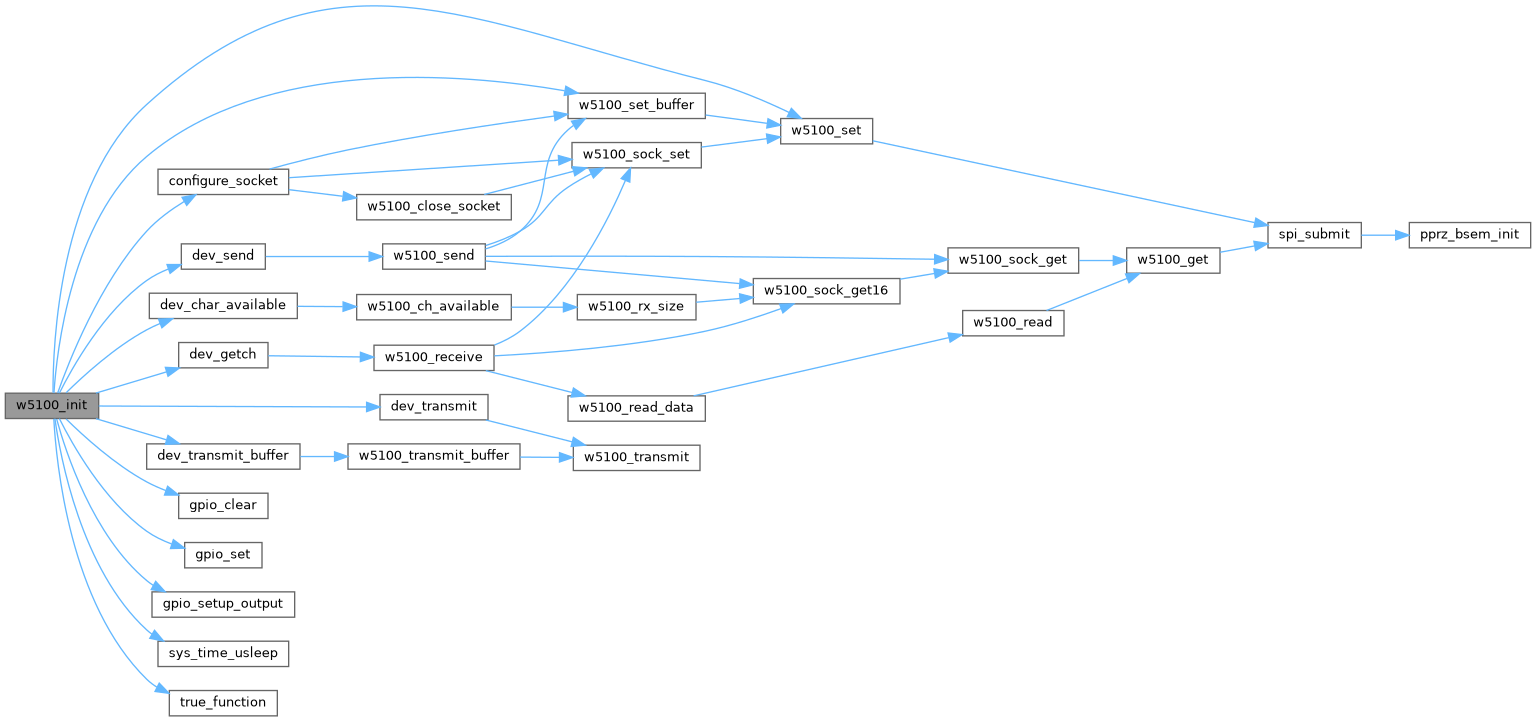 w5100_init
configure_socket
dev_send
dev_char_available
dev_getch
dev_transmit_buffer
gpio_clear
gpio_set
gpio_setup_output
sys_time_usleep
true_function
w5100_close_socket
w5100_send
w5100_ch_available
w5100_receive
dev_transmit
w5100_transmit_buffer
w5100_set_buffer
w5100_sock_set
w5100_rx_size
w5100_read_data
w5100_transmit
w5100_set
w5100_sock_get16
w5100_sock_get
w5100_read
w5100_get
spi_submit
pprz_bsem_init